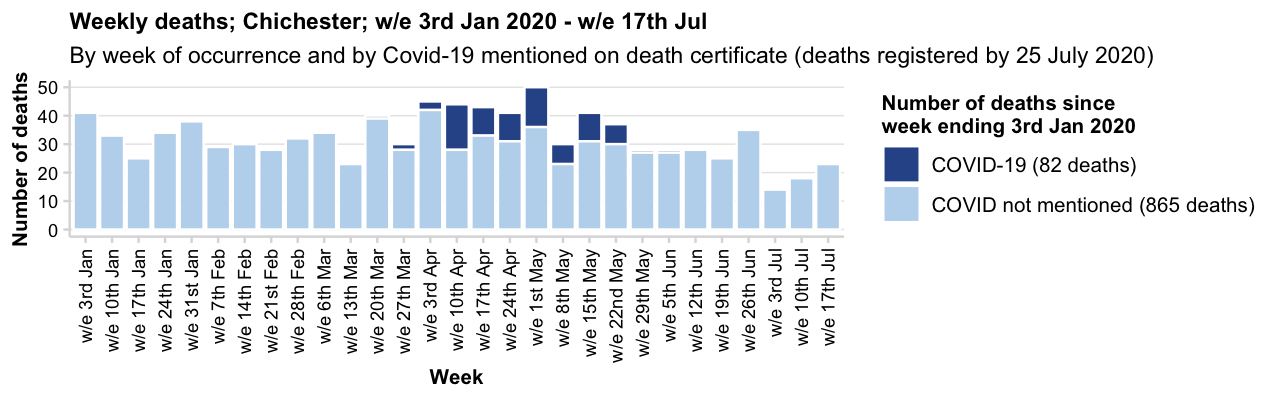 Weekly deaths; Chichester; w/e 3rd Jan 2020 - w/e 17th Jul
By week of occurrence and by Covid-19 mentioned on death certificate (deaths registered by 25 July 2020)
Number of deaths
50
40
30
20
10
0
w/e 3rd Jan
w/e 10th Jan
w/e 17th Jan
w/e 24th Jan
w/e 31st Jan
w/e 7th Feb
w/e 14th Feb
w/e 21st Feb
w/e 28th Feb
w/e 6th Mar
w/e 13th Mar
w/e 20th Mar
w/e 27th Mar
w/e 3rd Apr
w/e 10th Apr
w/e 17th Apr
w/e 24th Apr
w/e 1st May
w/e 8th May
w/e 15th May
w/e 22nd May
w/e 29th May
w/e 5th Jun
w/e 12th Jun
w/e 19th Jun
w/e 26th Jun
w/e 3rd Jul
w/e 10th Jul
w/e 17th Jul
Week
Number of deaths since
week ending 3rd Jan 2020
COVID-19 (82 deaths)
COVID not mentioned (865 deaths)